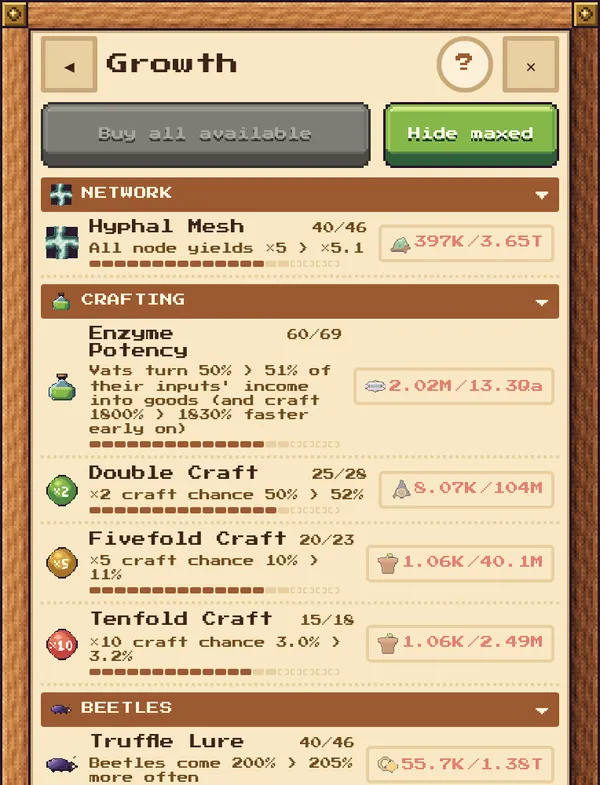 ◄ Growth ? ×
Buy all available Hide maxed
NETWORK
Hyphal Mesh 40/46
All node yields ×5 > ×5.1
397K/3.65T
CRAFTING
Enzyme 60/69
Potency
Vats turn 50% > 51% of
their inputs' income
into goods (and craft
1800% > 1830% faster
early on)
2.02M/13.3Qa
Double Craft 25/28
×2
×2 craft chance 50% > 52%
8.07K/104M
Fivefold Craft 20/23
×5
×5 craft chance 10% >
11%
1.06K/40.1M
Tenfold Craft 15/18
×10
×10 craft chance 3.0% >
3.2%
1.06K/2.49M
BEETLES
Truffle Lure 40/46
Beetles come 200% > 205%
more often
55.7K/1.38T